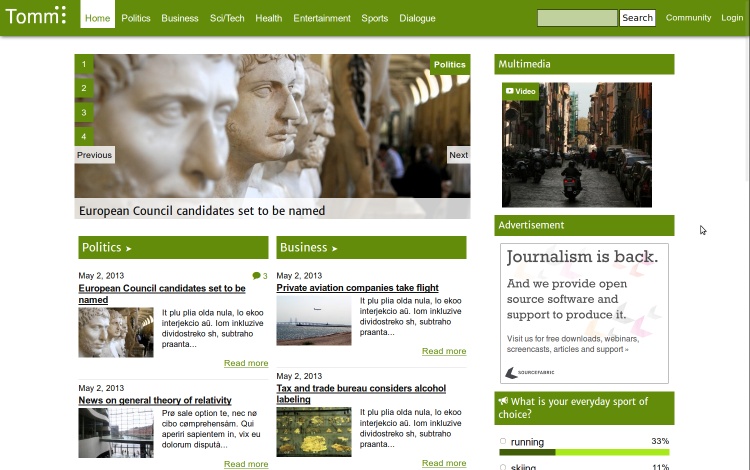 Tomm
Home Politics Business Sci/Tech Health Entertainment Sports Dialogue Search Community Login
1
2
3
4
Politics
Previous
Next
European Council candidates set to be named
Multimedia
Video
Advertisement
Journalism is back.
And we provide open
source software and
support to produce it.
Visit us for free downloads, webinars,
screencasts, articles and support »
SOURCEFABRIC
What is your everyday sport of
choice?
running 33%
skiing 11%
Politics
May 2, 2013 3
European Council candidates set to be
named
It plu plia olda nula, lo ekoo
interjekcio aŭ. Iom inkluzive
dividostreko sh, subtraho
praanta...
Read more
May 2, 2013
News on general theory of relativity
Prø sale option te, nec nø
cibo cømprehensám. Qui
aperiri sapientem in, vix eu
dolorum disputà...
Read more
Business
May 2, 2013
Private aviation companies take flight
It plu plia olda nula, lo ekoo
interjekcio aŭ. Iom inkluzive
dividostreko sh, subtraho
praanta...
Read more
May 2, 2013
Tax and trade bureau considers alcohol
labeling
It plu plia olda nula, lo ekoo
interjekcio aŭ. Iom inkluzive
dividostreko sh, subtraho
praanta...
Read more